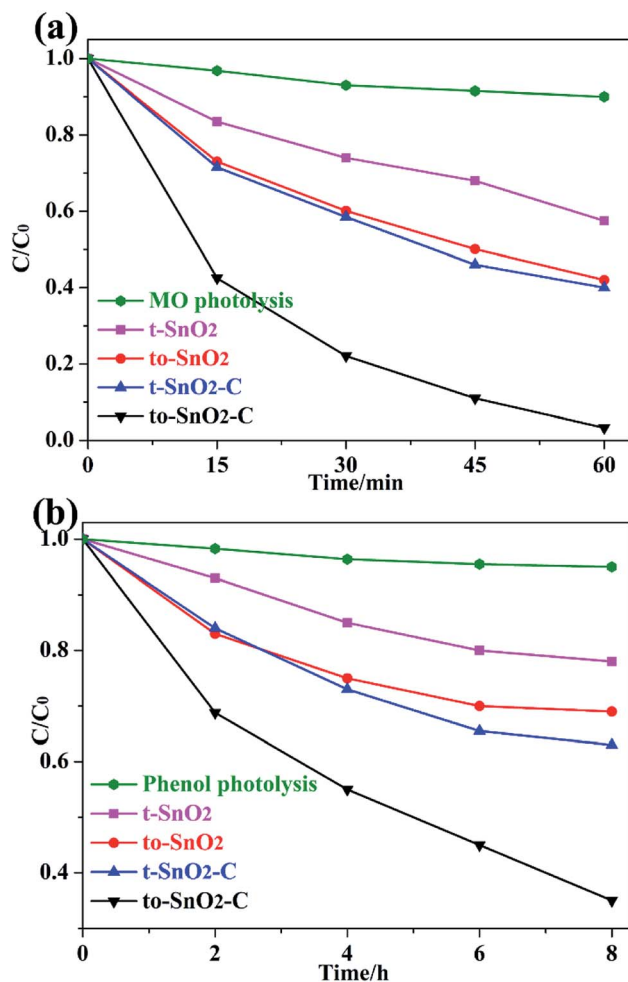 (a)
1.0
0.8
0.6
0.4
0.2
0.0
C/C0
MO photolysis
t-SnO2
to-SnO2
t-SnO2-C
to-SnO2-C
0 15 30 45 60
Time/min
(b)
1.0
0.8
0.6
0.4
C/C0
Phenol photolysis
t-SnO2
to-SnO2
t-SnO2-C
to-SnO2-C
0 2 4 6 8
Time/h